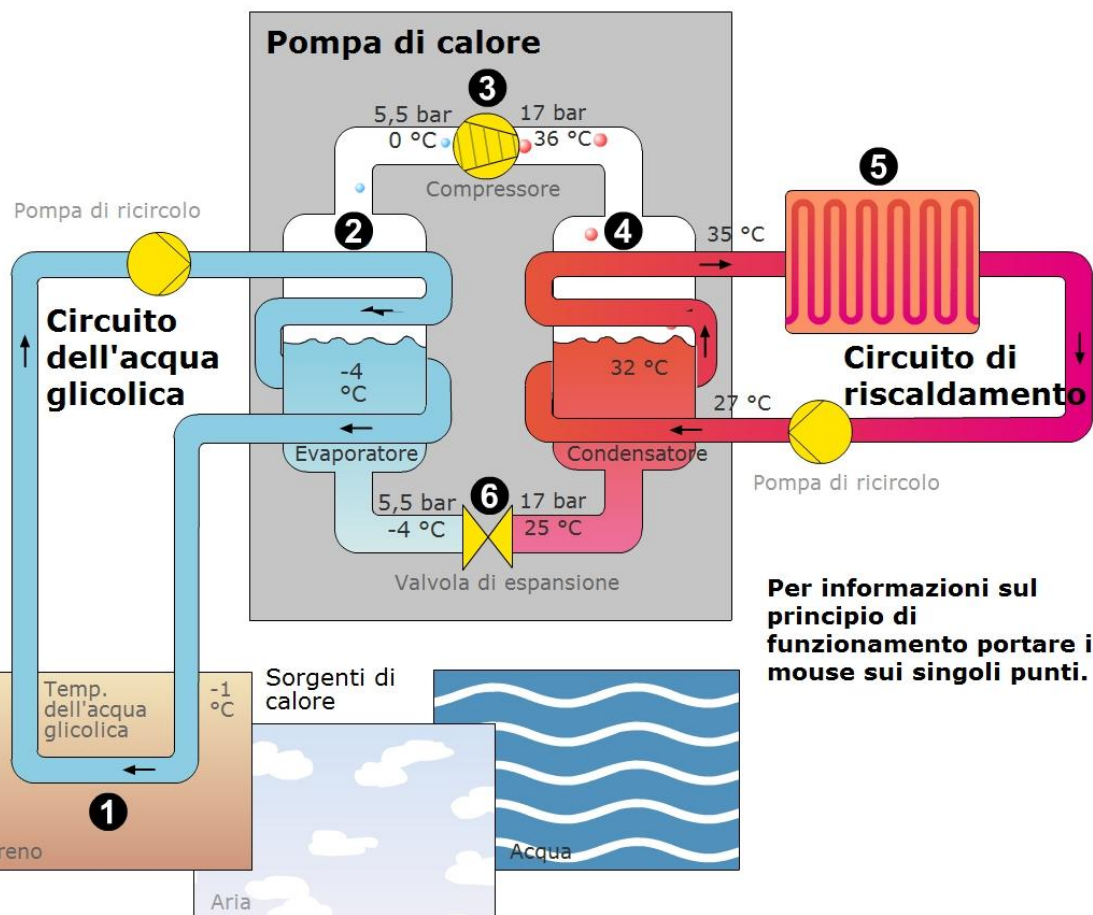 Pompa di calore
3
5,5 bar
17 bar
0 °C
36 °C
Compressore
5
Pompa di ricircolo
2
4
35 °C
Circuito
dell'acqua
glicolica
-4
°C
32 °C
Circuito di
riscaldamento
27 °C
Evaporatore
Condensatore
Pompa di ricircolo
5,5 bar
6
17 bar
-4 °C
25 °C
Valvola di espansione
Per informazioni sul
principio di
funzionamento portare i
mouse sui singoli punti.
Temp.
dell'acqua
glicolica
-1
°C
Sorgenti di
calore
1
reno
Acqua
Aria